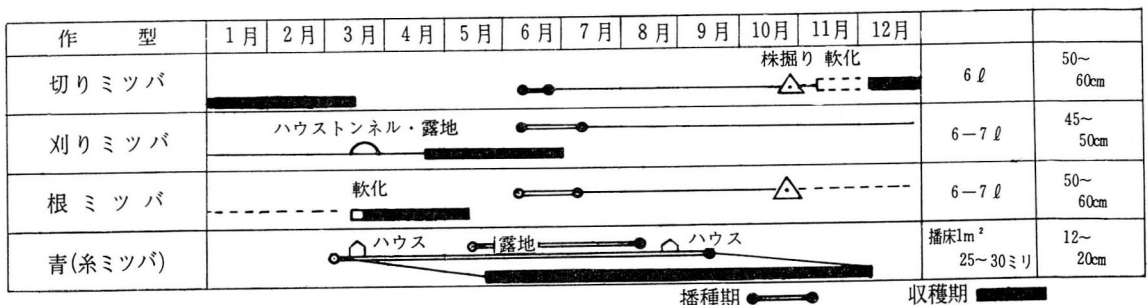 作型 1月 2月 3月 4月 5月 6月 7月 8月 9月 10月 11月 12月
切りミツバ 株掘り 軟化 6ℓ 50~60cm
刈りミツバ ハウストンネル・露地 6-7ℓ 45~50cm
根ミツバ 軟化 6-7ℓ 50~60cm
青(糸ミツバ) ハウス 露地 ハウス 播床1m² 25~30ミリ 12~20cm
播種期 収穫期